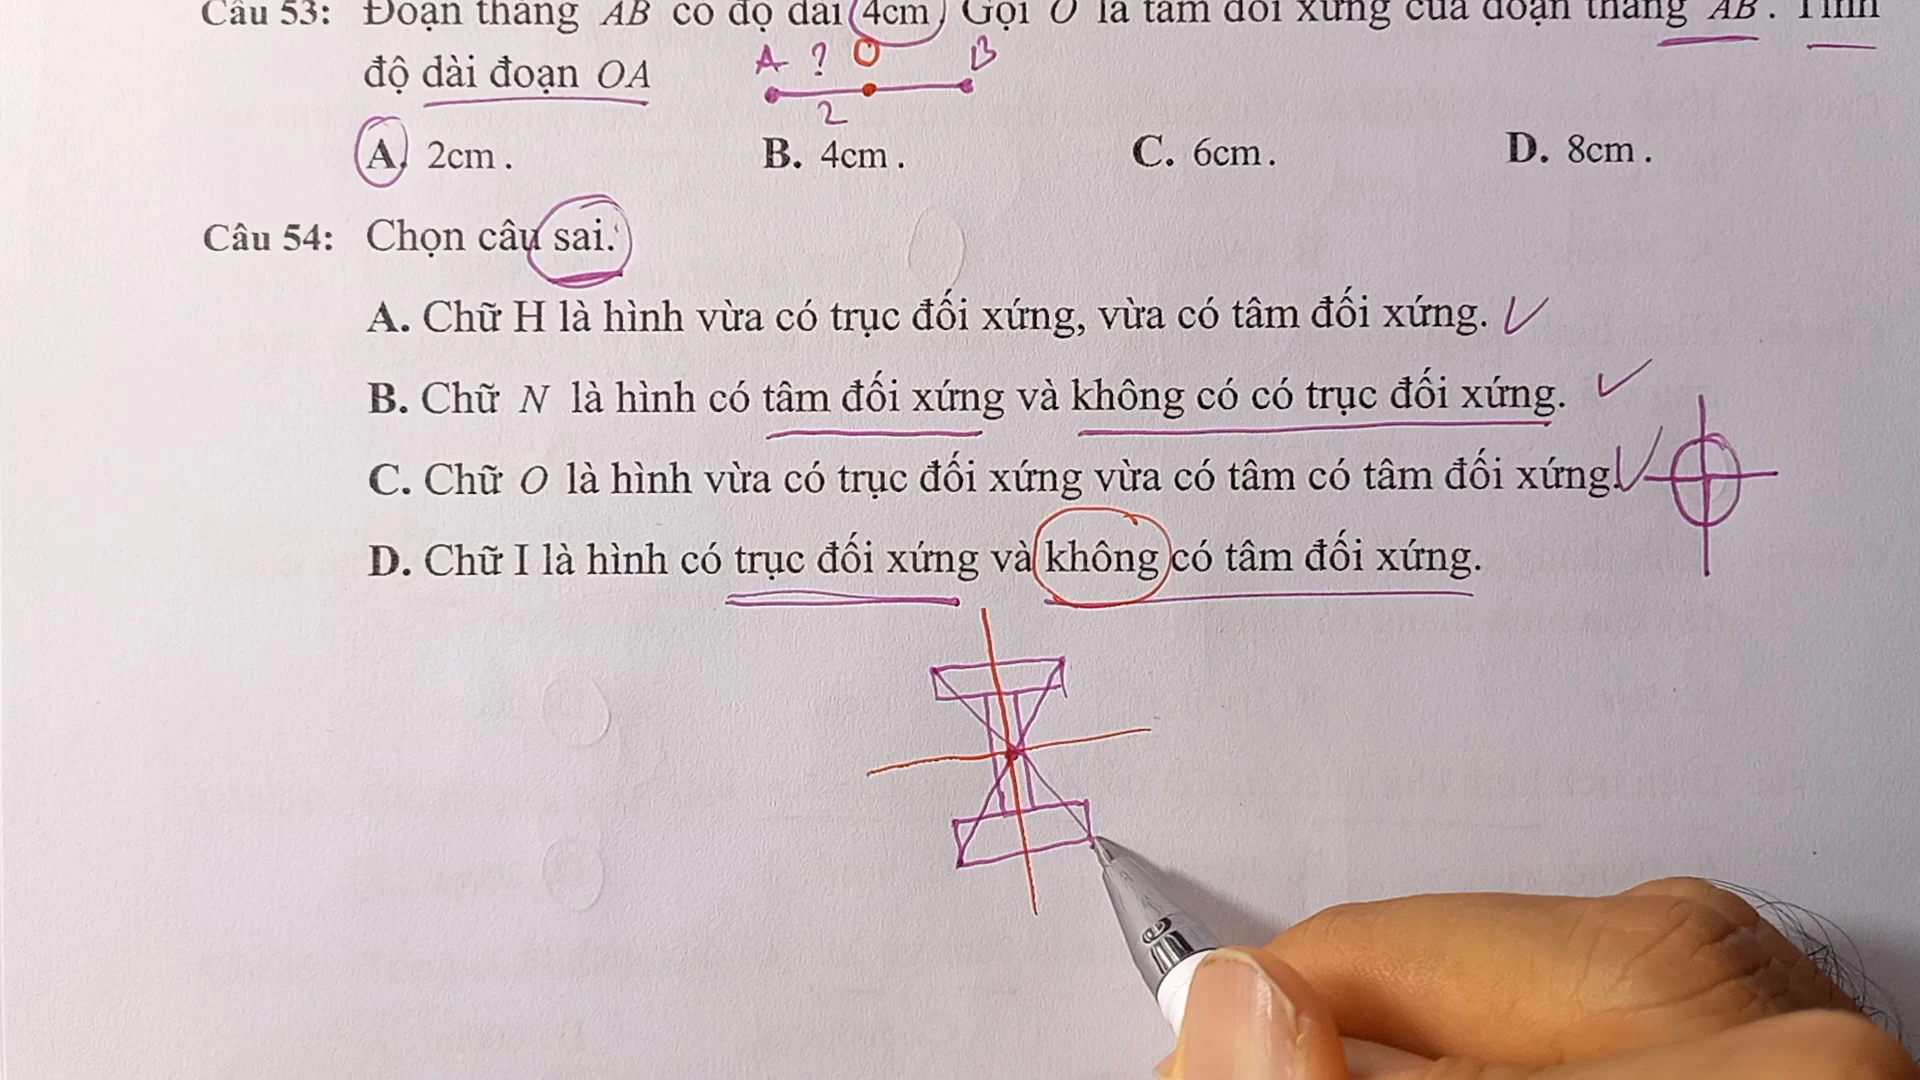 Câu 53: Đoạn thẳng AB có độ dài 4cm. Gọi O là tâm đối xứng của đoạn thẳng AB. Tính
A ? O B
độ dài đoạn OA
2
A. 2cm. B. 4cm. C. 6cm. D. 8cm.
Câu 54: Chọn câu sai.
A. Chữ H là hình vừa có trục đối xứng, vừa có tâm đối xứng.
B. Chữ N là hình có tâm đối xứng và không có có trục đối xứng.
C. Chữ O là hình vừa có trục đối xứng vừa có tâm có tâm đối xứng.
D. Chữ I là hình có trục đối xứng và không có tâm đối xứng.